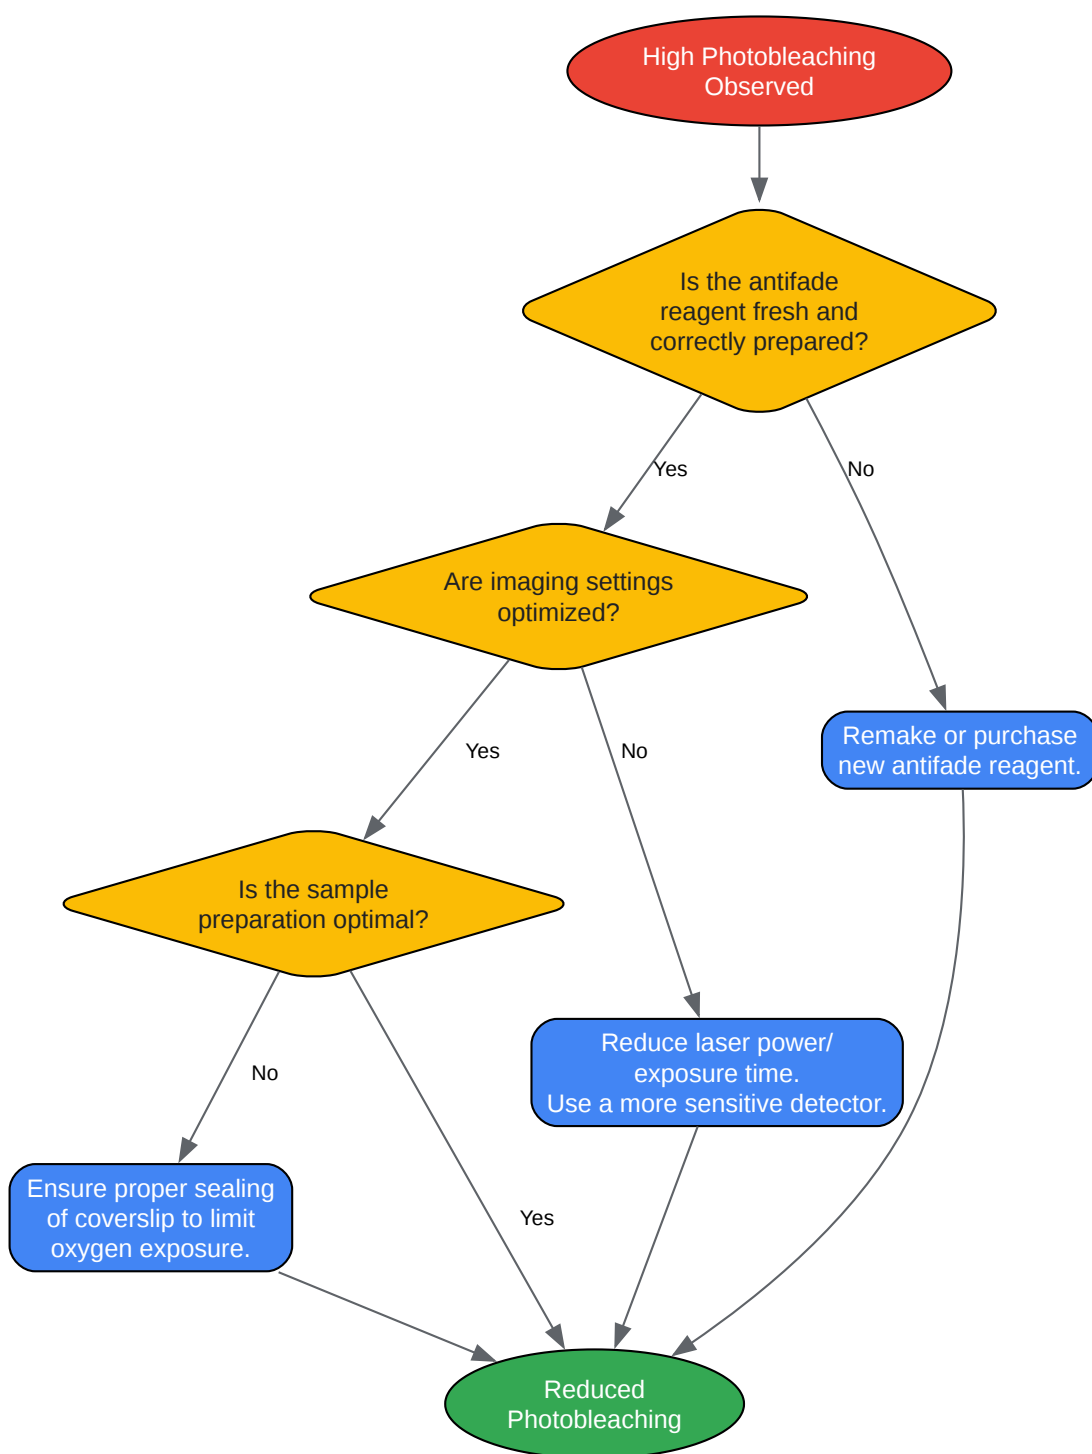 High Photobleaching
Observed
Is the antifade
reagent fresh and
correctly prepared?
Yes
No
Are imaging settings
optimized?
Remake or purchase
new antifade reagent.
Yes
No
Is the sample
preparation optimal?
Reduce laser power/
exposure time.
Use a more sensitive detector.
No
Ensure proper sealing
of coverslip to limit
oxygen exposure.
Yes
Reduced
Photobleaching